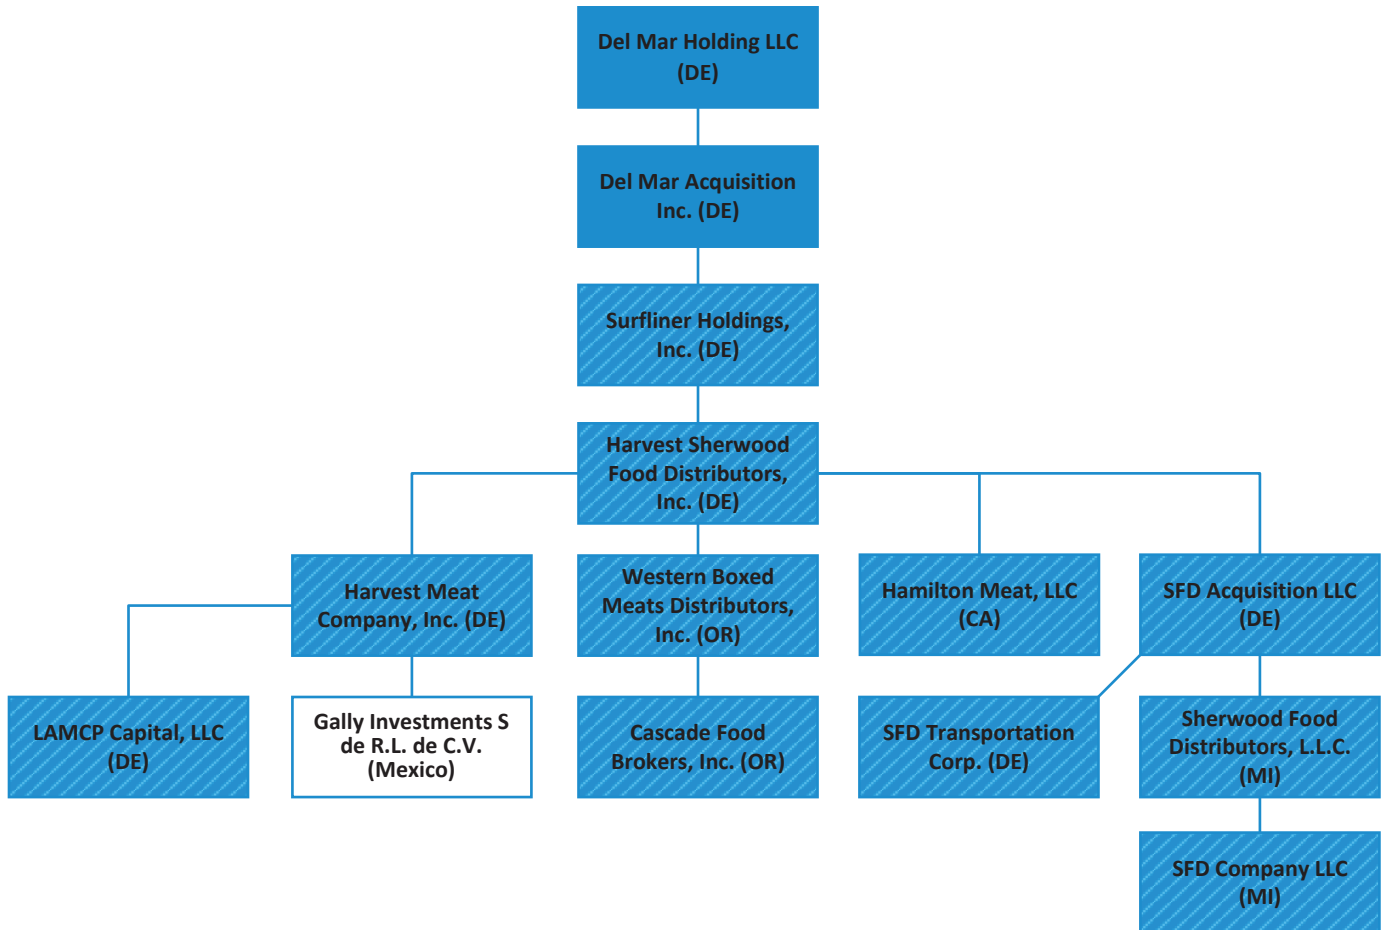 Del Mar Holding LLC
(DE)
Del Mar Acquisition
Inc. (DE)
Surfliner Holdings,
Inc. (DE)
Harvest Sherwood
Food Distributors,
Inc. (DE)
Harvest Meat
Company, Inc. (DE)
Western Boxed
Meats Distributors,
Inc. (OR)
Hamilton Meat, LLC
(CA)
SFD Acquisition LLC
(DE)
LAMCP Capital, LLC
(DE)
Gally Investments S
de R.L. de C.V.
(Mexico)
Cascade Food
Brokers, Inc. (OR)
SFD Transportation
Corp. (DE)
Sherwood Food
Distributors, L.L.C.
(MI)
SFD Company LLC
(MI)